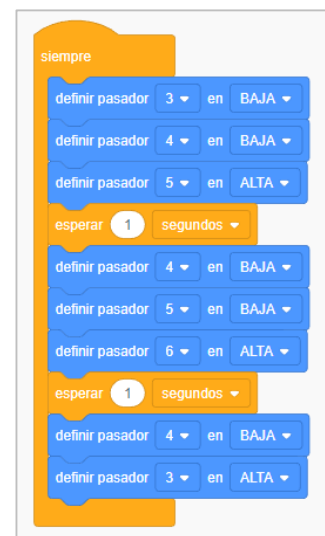 siempre
definir pasador 3 en BAJA
definir pasador 4 en BAJA
definir pasador 5 en ALTA
esperar 1 segundos
definir pasador 4 en BAJA
definir pasador 5 en BAJA
definir pasador 6 en ALTA
esperar 1 segundos
definir pasador 4 en BAJA
definir pasador 3 en ALTA